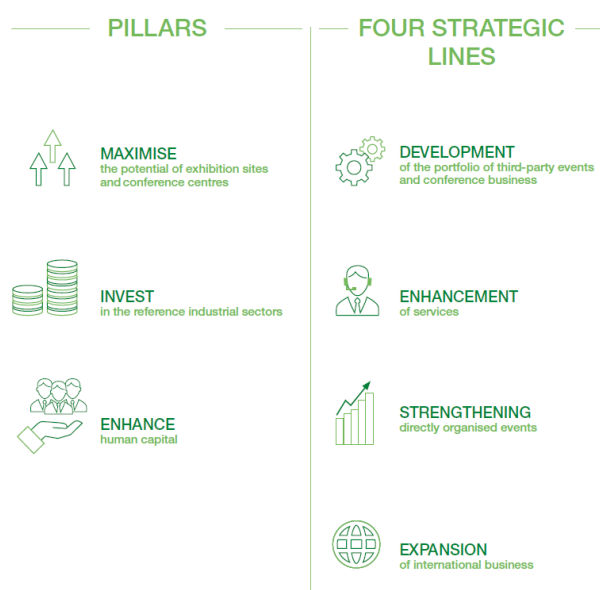 PILLARS
MAXIMISE
the potential of exhibition sites
and conference centres
INVEST
in the reference industrial sectors
ENHANCE
human capital
FOUR STRATEGIC
LINES
DEVELOPMENT
of the portfolio of third-party events
and conference business
ENHANCEMENT
of services
STRENGTHENING
directly organised events
EXPANSION
of international business